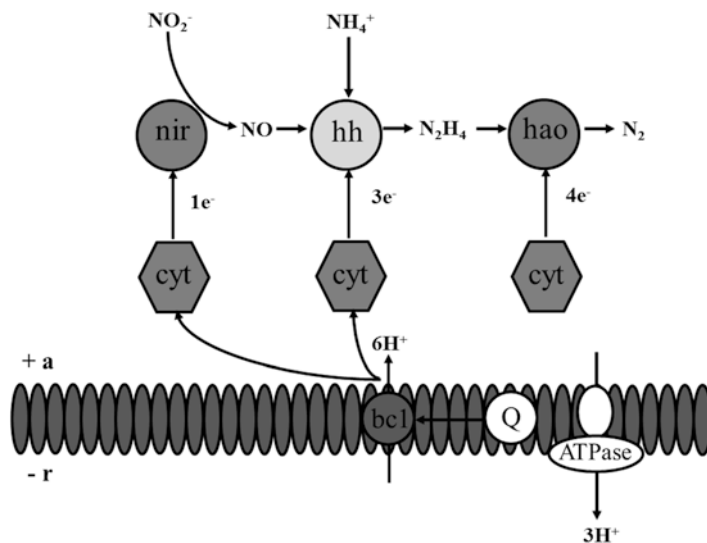 NO₂⁻ NH₄⁺
nir NO hh N₂H₄ hao N₂
1e⁻ 3e⁻ 4e⁻
cyt cyt cyt
6H⁺
+ a
bc1 Q
ATPase
- r
3H⁺